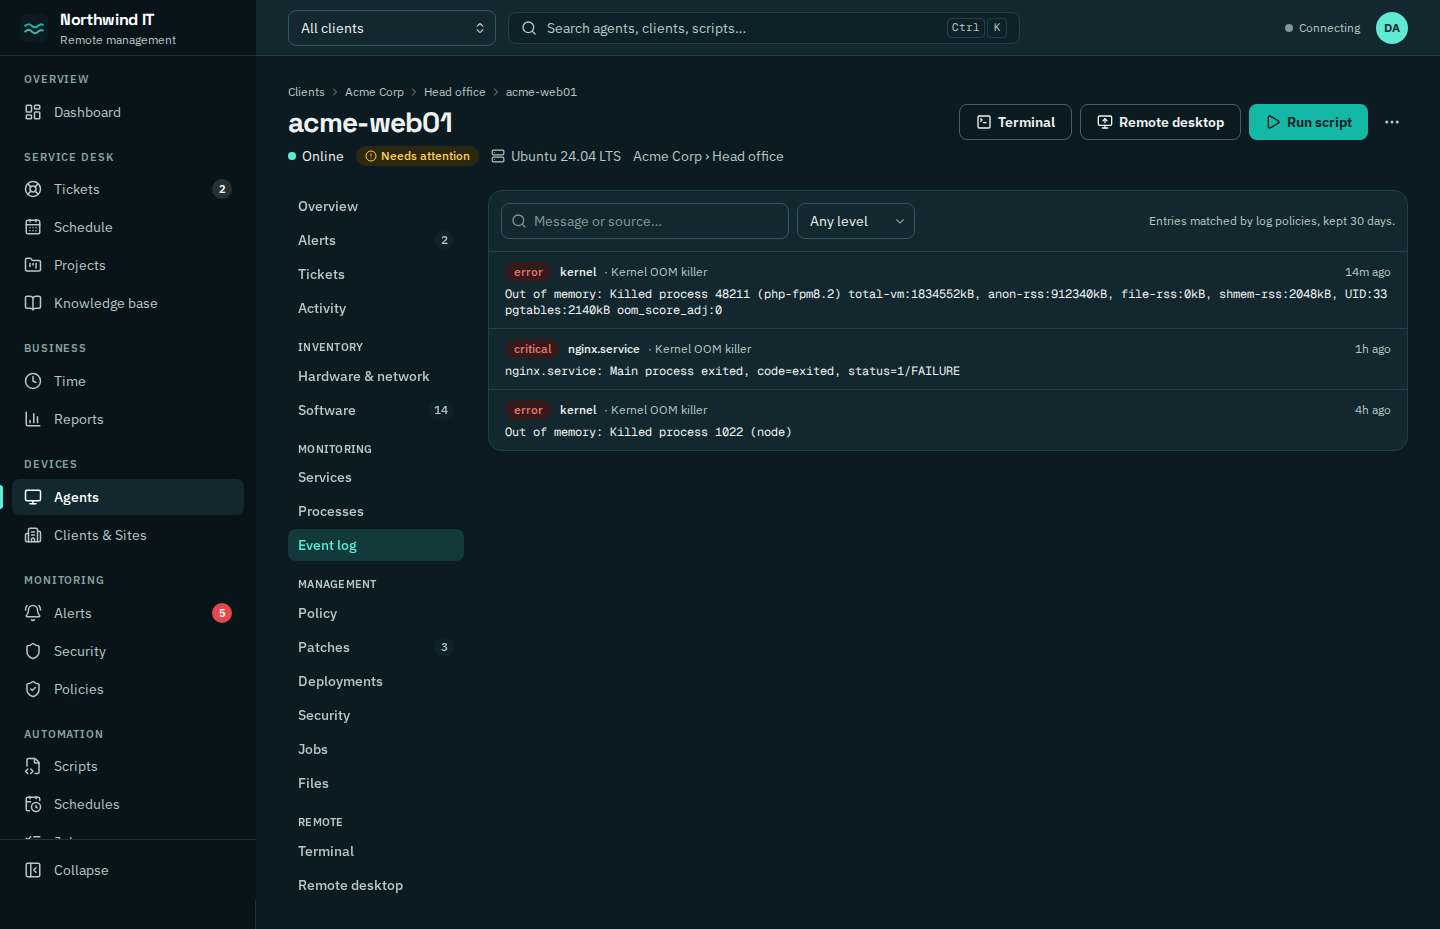 Northwind IT
Remote management
All clients
Search agents, clients, scripts...
Ctrl K
Connecting
DA
OVERVIEW
Dashboard
SERVICE DESK
Tickets 2
Schedule
Projects
Knowledge base
BUSINESS
Time
Reports
DEVICES
Agents
Clients & Sites
MONITORING
Alerts 5
Security
Policies
AUTOMATION
Scripts
Schedules
Collapse
Clients > Acme Corp > Head office > acme-web01
acme-web01
Online Needs attention Ubuntu 24.04 LTS Acme Corp › Head office
Terminal
Remote desktop
Run script
Overview
Alerts 2
Tickets
Activity
INVENTORY
Hardware & network
Software 14
MONITORING
Services
Processes
Event log
MANAGEMENT
Policy
Patches 3
Deployments
Security
Jobs
Files
REMOTE
Terminal
Remote desktop
Message or source...
Any level
Entries matched by log policies, kept 30 days.
error kernel · Kernel OOM killer 14m ago
Out of memory: Killed process 48211 (php-fpm8.2) total-vm:1834552kB, anon-rss:912340kB, file-rss:0kB, shmem-rss:2048kB, UID:33
pgtables:2140kB oom_score_adj:0
critical nginx.service · Kernel OOM killer 1h ago
nginx.service: Main process exited, code=exited, status=1/FAILURE
error kernel · Kernel OOM killer 4h ago
Out of memory: Killed process 1022 (node)